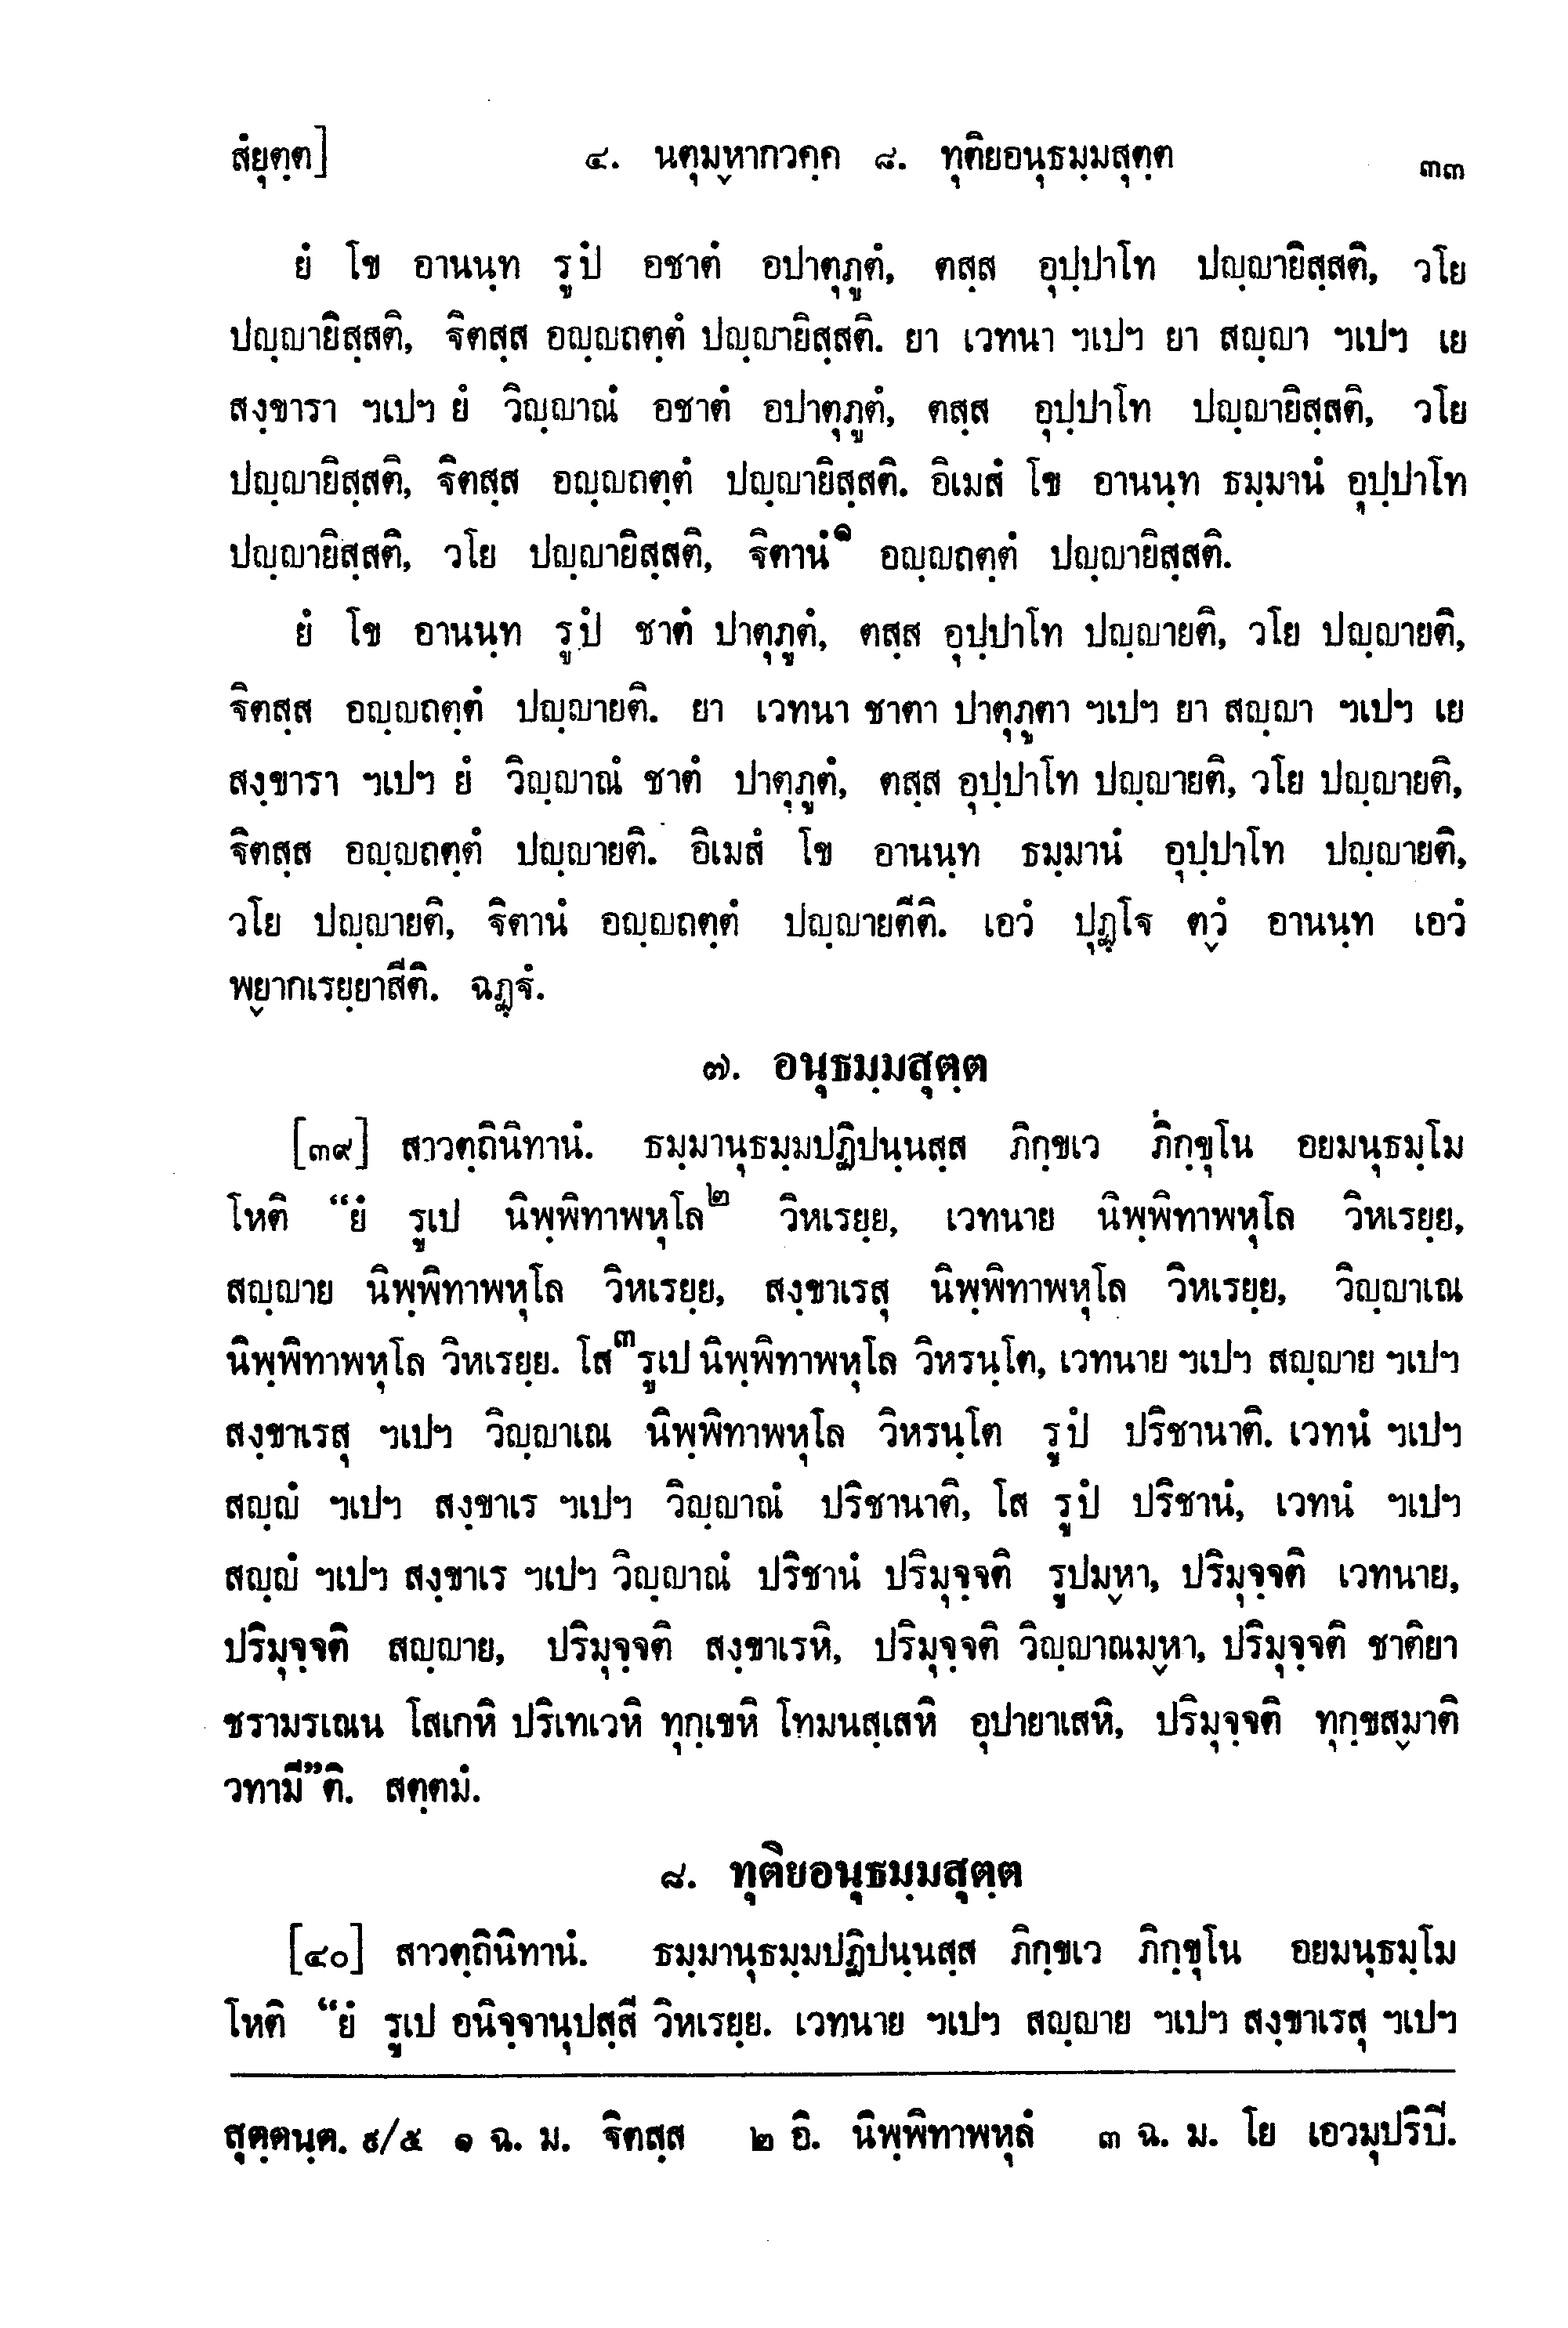 สํยุตฺต] ๔. นตุมฺหากวคฺค ๘. ทุติยอนุธมฺมสุตฺต ๓๓
ยํ โข อานนฺท รูปํ อชาตํ อปาตุภูตํ, ตสฺส อุปฺปาโท ปญฺญายิสฺสติ, วโย
ปญฺญายิสฺสติ, ฐิตสฺส อญฺญถตฺตํ ปญฺญายิสฺสติ. ยา เวทนา ฯเปฯ ยา สญฺญา ฯเปฯ เย
สงฺขารา ฯเปฯ ยํ วิญฺญาณํ อชาตํ อปาตุภูตํ, ตสฺส อุปฺปาโท ปญฺญายิสฺสติ, วโย
ปญฺญายิสฺสติ, ฐิตสฺส อญฺญถตฺตํ ปญฺญายิสฺสติ. อิเมสํ โข อานนฺท ธมฺมานํ อุปฺปาโท
ปญฺญายิสฺสติ, วโย ปญฺญายิสฺสติ, ฐิตานํ๑ อญฺญถตฺตํ ปญฺญายิสฺสติ.
ยํ โข อานนฺท รูปํ ชาตํ ปาตุภูตํ, ตสฺส อุปฺปาโท ปญฺญายติ, วโย ปญฺญายติ,
ฐิตสฺส อญฺญถตฺตํ ปญฺญายติ. ยา เวทนา ชาตา ปาตุภูตา ฯเปฯ ยา สญฺญา ฯเปฯ เย
สงฺขารา ฯเปฯ ยํ วิญฺญาณํ ชาตํ ปาตุภูตํ, ตสฺส อุปฺปาโท ปญฺญายติ, วโย ปญฺญายติ,
ฐิตสฺส อญฺญถตฺตํ ปญฺญายติ. อิเมสํ โข อานนฺท ธมฺมานํ อุปฺปาโท ปญฺญายติ,
วโย ปญฺญายติ, ฐิตานํ อญฺญถตฺตํ ปญฺญายตีติ. เอวํ ปุฏฺโฐ ตฺวํ อานนฺท เอวํ
พฺยากเรยฺยาสีติ. ฉฏฺฐํ.
๗. อนุธมฺมสุตฺต
[๓๙] สาวตฺถินิทานํ. ธมฺมานุธมฺมปฏิปนฺนสฺส ภิกฺขเว ภิกฺขุโน อยมนุธมฺโม
โหติ “ยํ รูเป นิพฺพิทาพหุโล๒ วิหเรยฺย, เวทนาย นิพฺพิทาพหุโล วิหเรยฺย,
สญฺญาย นิพฺพิทาพหุโล วิหเรยฺย, สงฺขาเรสุ นิพฺพิทาพหุโล วิหเรยฺย, วิญฺญาเณ
นิพฺพิทาพหุโล วิหเรยฺย. โส๓ รูเป นิพฺพิทาพหุโล วิหรนฺโต, เวทนาย ฯเปฯ สญฺญาย ฯเปฯ
สงฺขาเรสุ ฯเปฯ วิญฺญาเณ นิพฺพิทาพหุโล วิหรนฺโต รูปํ ปริชานาติ. เวทนํ ฯเปฯ
สญฺญํ ฯเปฯ สงฺขาเร ฯเปฯ วิญฺญาณํ ปริชานาติ, โส รูปํ ปริชานํ, เวทนํ ฯเปฯ
สญฺญํ ฯเปฯ สงฺขาเร ฯเปฯ วิญฺญาณํ ปริชานํ ปริมุจฺจติ รูปมฺหา, ปริมุจฺจติ เวทนาย,
ปริมุจฺจติ สญฺญาย, ปริมุจฺจติ สงฺขาเรหิ, ปริมุจฺจติ วิญฺญาณมฺหา, ปริมุจฺจติ ชาติยา
ชรามรเณน โสเกหิ ปริเทเวหิ ทุกฺเขหิ โทมนสฺเสหิ อุปายาเสหิ, ปริมุจฺจติ ทุกฺขสฺมาติ
วทามี”ติ. สตฺตมํ.
๘. ทุติยอนุธมฺมสุตฺต
[๔๐] สาวตฺถินิทานํ. ธมฺมานุธมฺมปฏิปนฺนสฺส ภิกฺขเว ภิกฺขุโน อยมนุธมฺโม
โหติ “ยํ รูเป อนิจฺจานุปสฺสี วิหเรยฺย. เวทนาย ฯเปฯ สญฺญาย ฯเปฯ สงฺขาเรสุ ฯเปฯ
สุตฺตนฺต. ๙/๕ ๑ ฉ. ม. ฐิตสฺส ๒ อิ. นิพฺพิทาพหุลํ ๓ ฉ. ม. โย เอวมุปริปี.